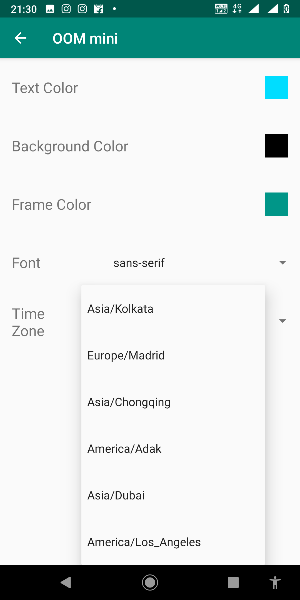 21:30
OOM mini
Text Color
Background Color
Frame Color
Font
sans-serif
Time
Zone
Asia/Kolkata
Europe/Madrid
Asia/Chongqing
America/Adak
Asia/Dubai
America/Los_Angeles